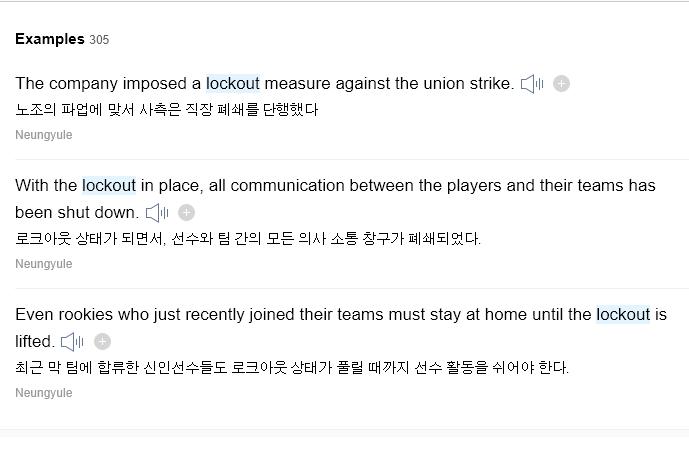 Examples 305
The company imposed a lockout measure against the union strike.
노조의 파업에 맞서 사측은 직장 폐쇄를 단행했다
Neungyule
With the lockout in place, all communication between the players and their teams has
been shut down.
로크아웃 상태가 되면서, 선수와 팀 간의 모든 의사 소통 창구가 폐쇄되었다.
Neungyule
Even rookies who just recently joined their teams must stay at home until the lockout is
lifted.
최근 막 팀에 합류한 신인선수들도 로크아웃 상태가 풀릴 때까지 선수 활동을 쉬어야 한다.
Neungyule